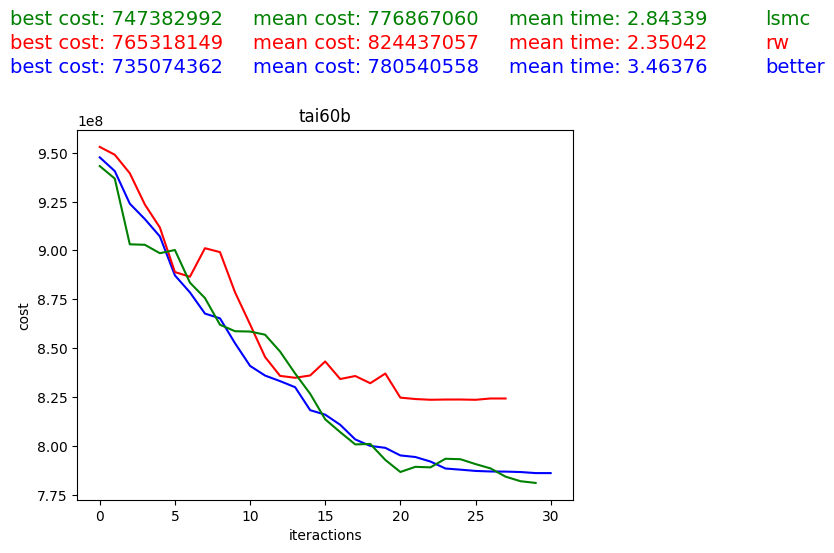 best cost: 747382992 mean cost: 776867060 mean time: 2.84339 lsmc
best cost: 765318149 mean cost: 824437057 mean time: 2.35042 rw
best cost: 735074362 mean cost: 780540558 mean time: 3.46376 better
tai60b
1e8
9.50
9.25
9.00
8.75
8.50
8.25
8.00
7.75
cost
0 5 10 15 20 25 30
iteractions